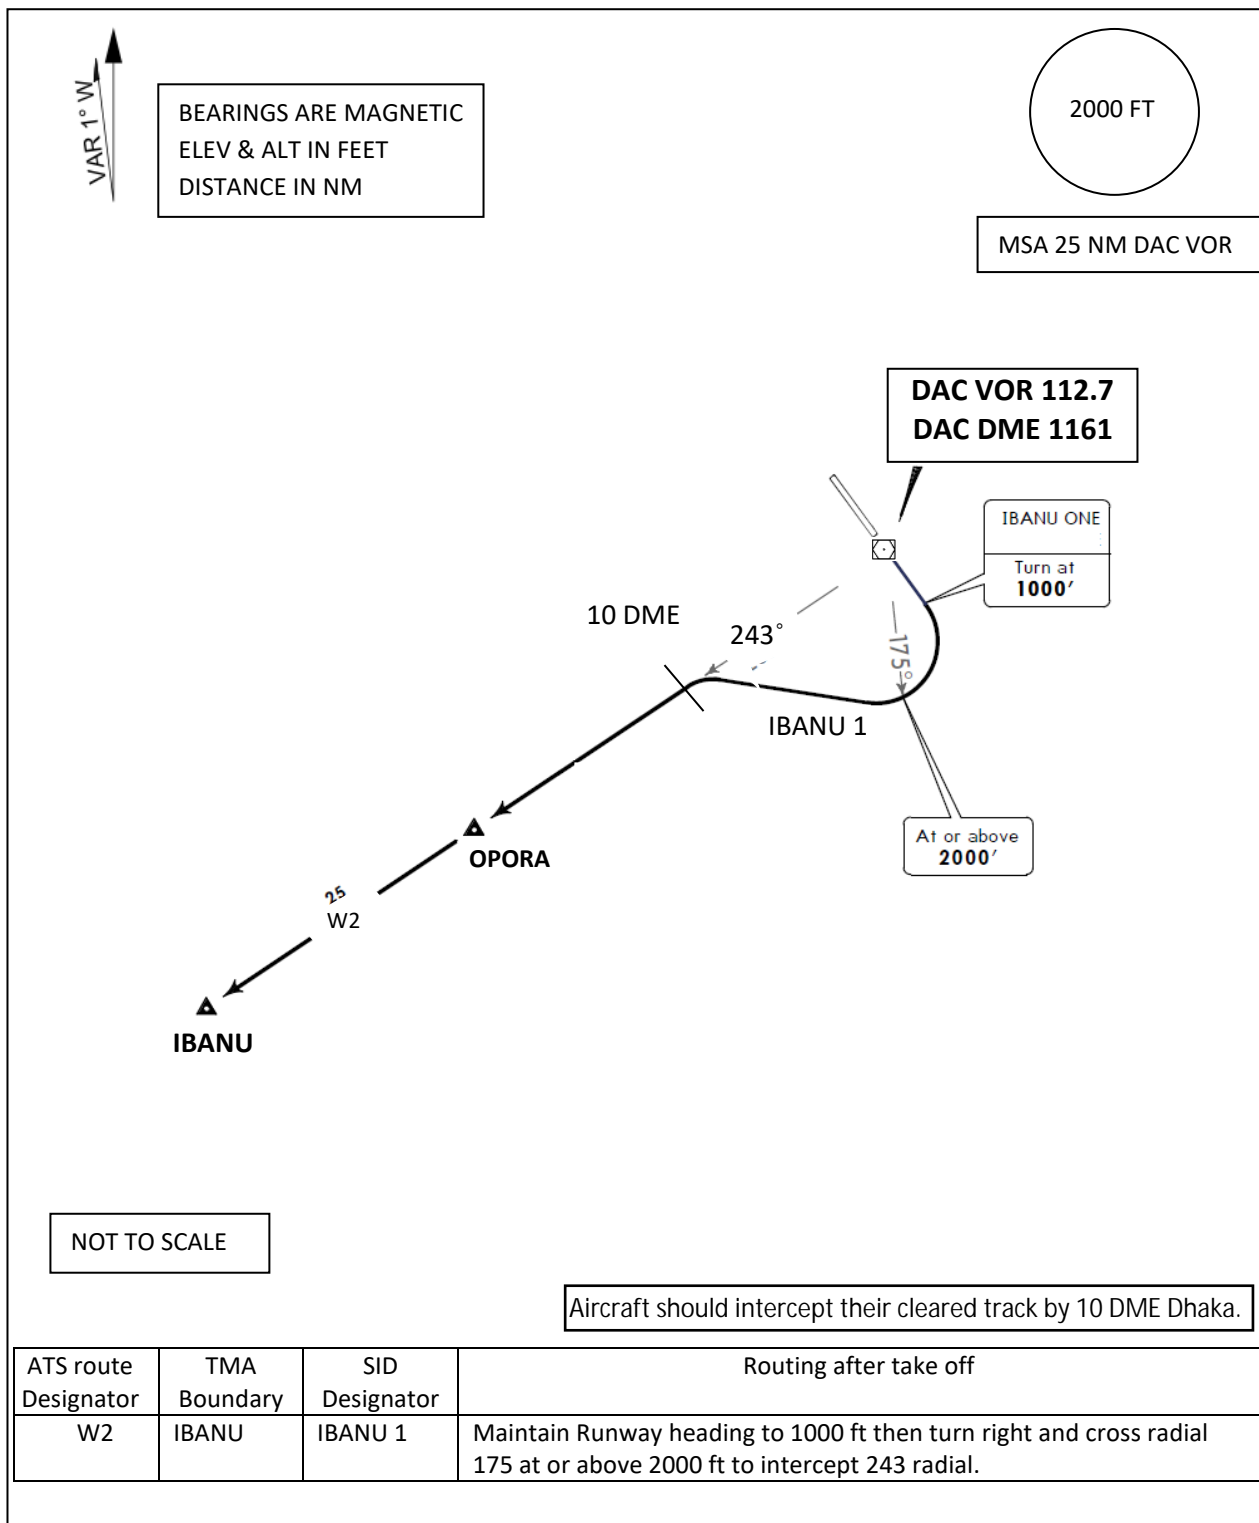 VAR 1° W
BEARINGS ARE MAGNETIC
ELEV & ALT IN FEET
DISTANCE IN NM
2000 FT
MSA 25 NM DAC VOR
DAC VOR 112.7
DAC DME 1161
IBANU ONE
Turn at
1000′
10 DME
243°
175°
IBANU 1
At or above
2000′
OPORA
25
W2
IBANU
NOT TO SCALE
Aircraft should intercept their cleared track by 10 DME Dhaka.
ATS route Designator
TMA Boundary
SID Designator
Routing after take off
W2
IBANU
IBANU 1
Maintain Runway heading to 1000 ft then turn right and cross radial
175 at or above 2000 ft to intercept 243 radial.